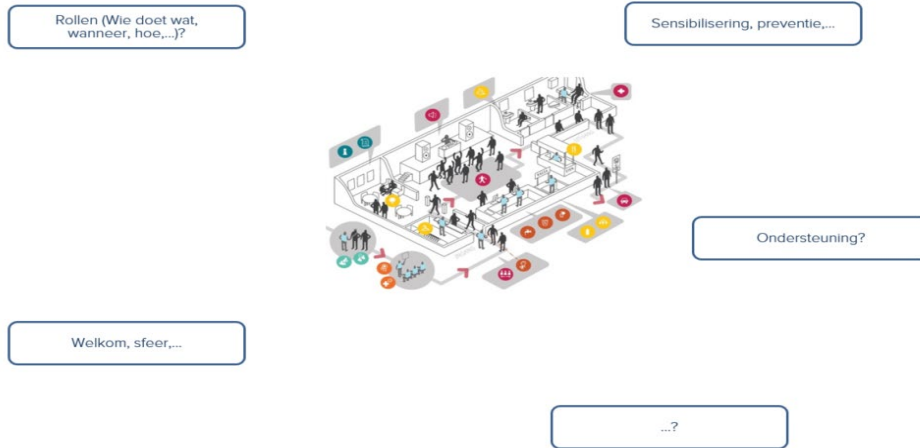 Rollen (Wie doet wat,
wanneer, hoe,...)?
Sensibilisering, preventie,...
Ondersteuning?
Welkom, sfeer,...
...?